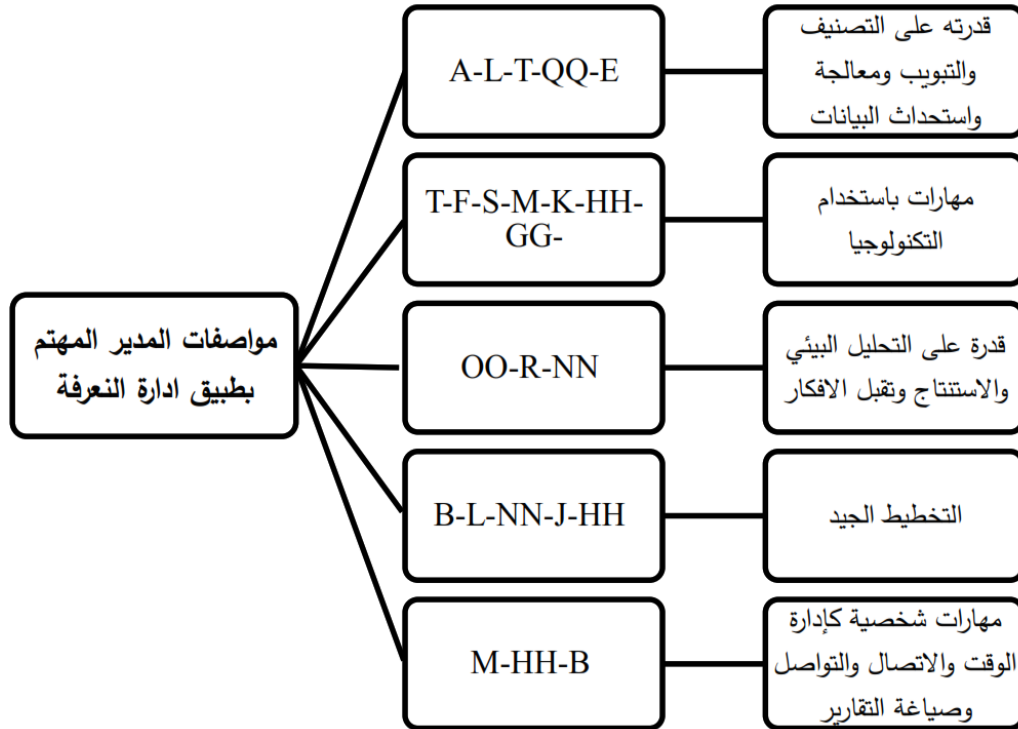 مواصفات المدير المهتم
بطبيق ادارة النعرفة
A-L-T-QQ-E
قدرته على التصنيف
والتبويب ومعالجة
واستحداث البيانات
T-F-S-M-K-HH-
GG-
مهارات باستخدام
التكنولوجيا
OO-R-NN
قدرة على التحليل البيئي
والاستنتاج وتقبل الافكار
B-L-NN-J-HH
التخطيط الجيد
M-HH-B
مهارات شخصية كإدارة
الوقت والاتصال والتواصل
وصياغة التقارير